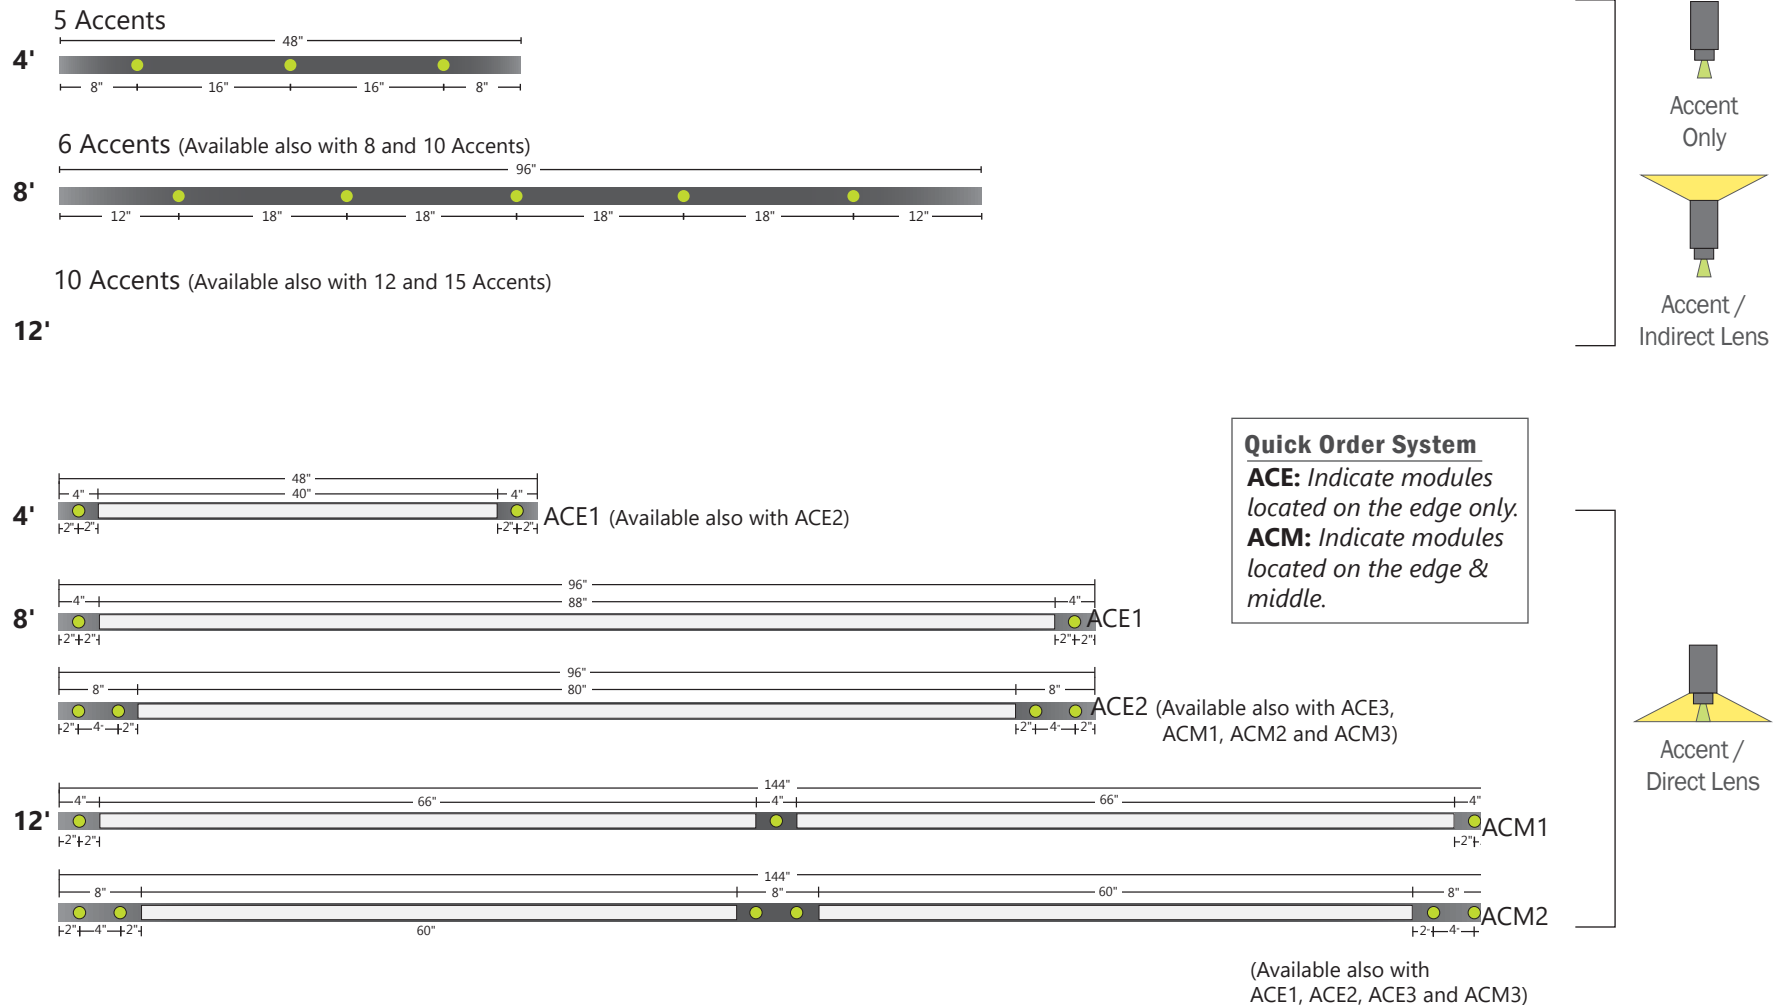 5 Accents
4'
48"
8" 16" 16" 8"
6 Accents (Available also with 8 and 10 Accents)
8'
96"
12" 18" 18" 18" 18" 12"
10 Accents (Available also with 12 and 15 Accents)
12'
Accent
Only
Accent /
Indirect Lens
Quick Order System
ACE: Indicate modules
located on the edge only.
ACM: Indicate modules
located on the edge &
middle.
48"
4" 40" 4"
4'
ACE1 (Available also with ACE2)
2" 2" 2" 2"
96"
4" 88" 4"
8'
ACE1
2" 2" 2" 2"
96"
8" 80" 8"
ACE2 (Available also with ACE3,
ACM1, ACM2 and ACM3)
2" 4" 2" 2" 4" 2"
144"
4" 66" 4" 66" 4"
12'
ACM1
2" 2" 2"
144"
8" 8" 60" 8"
ACM2
2" 4" 2" 60" 2" 4"
(Available also with
ACE1, ACE2, ACE3 and ACM3)
Accent /
Direct Lens